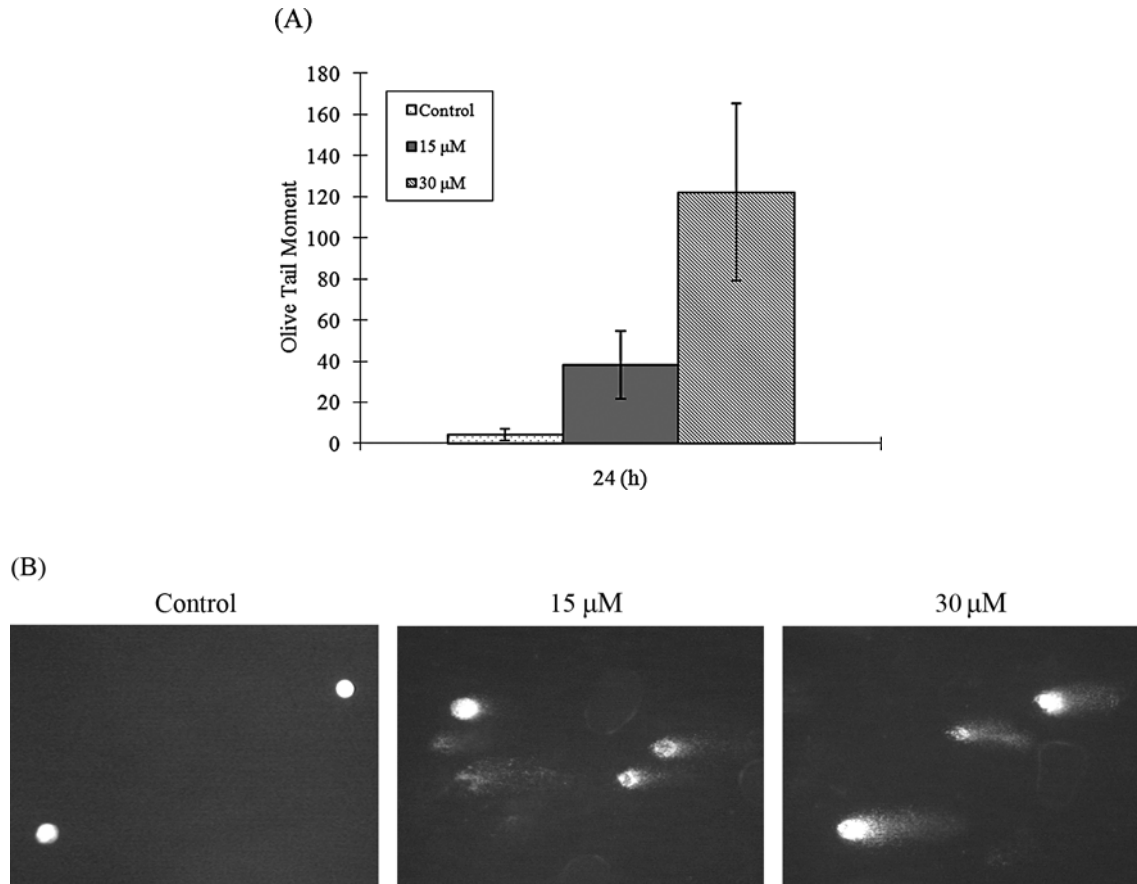 (A)
180
160
140
120
100
80
60
40
20
0
Olive Tail Moment
Control
15 μM
30 μM
24 (h)
(B)
Control
15 μM
30 μM